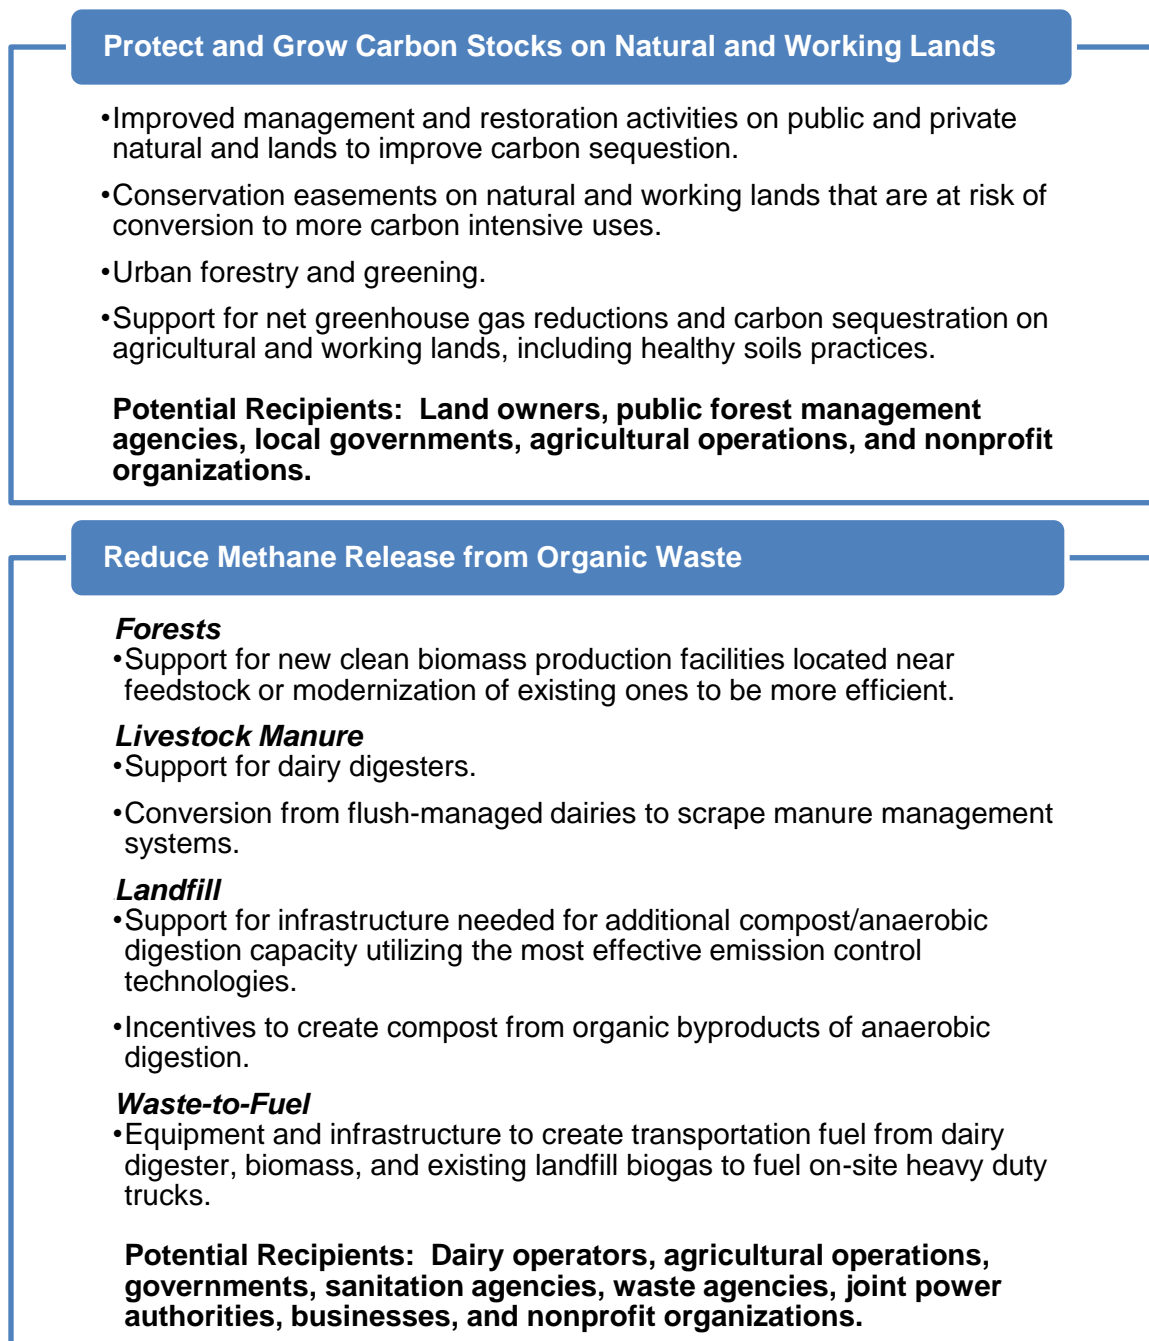 Protect and Grow Carbon Stocks on Natural and Working Lands
•Improved management and restoration activities on public and private
natural and lands to improve carbon sequestion.
•Conservation easements on natural and working lands that are at risk of
conversion to more carbon intensive uses.
•Urban forestry and greening.
•Support for net greenhouse gas reductions and carbon sequestration on
agricultural and working lands, including healthy soils practices.
Potential Recipients:  Land owners, public forest management
agencies, local governments, agricultural operations, and nonprofit
organizations.
Reduce Methane Release from Organic Waste
Forests
•Support for new clean biomass production facilities located near
feedstock or modernization of existing ones to be more efficient.
Livestock Manure
•Support for dairy digesters.
•Conversion from flush-managed dairies to scrape manure management
systems.
Landfill
•Support for infrastructure needed for additional compost/anaerobic
digestion capacity utilizing the most effective emission control
technologies.
•Incentives to create compost from organic byproducts of anaerobic
digestion.
Waste-to-Fuel
•Equipment and infrastructure to create transportation fuel from dairy
digester, biomass, and existing landfill biogas to fuel on-site heavy duty
trucks.
Potential Recipients:  Dairy operators, agricultural operations,
governments, sanitation agencies, waste agencies, joint power
authorities, businesses, and nonprofit organizations.